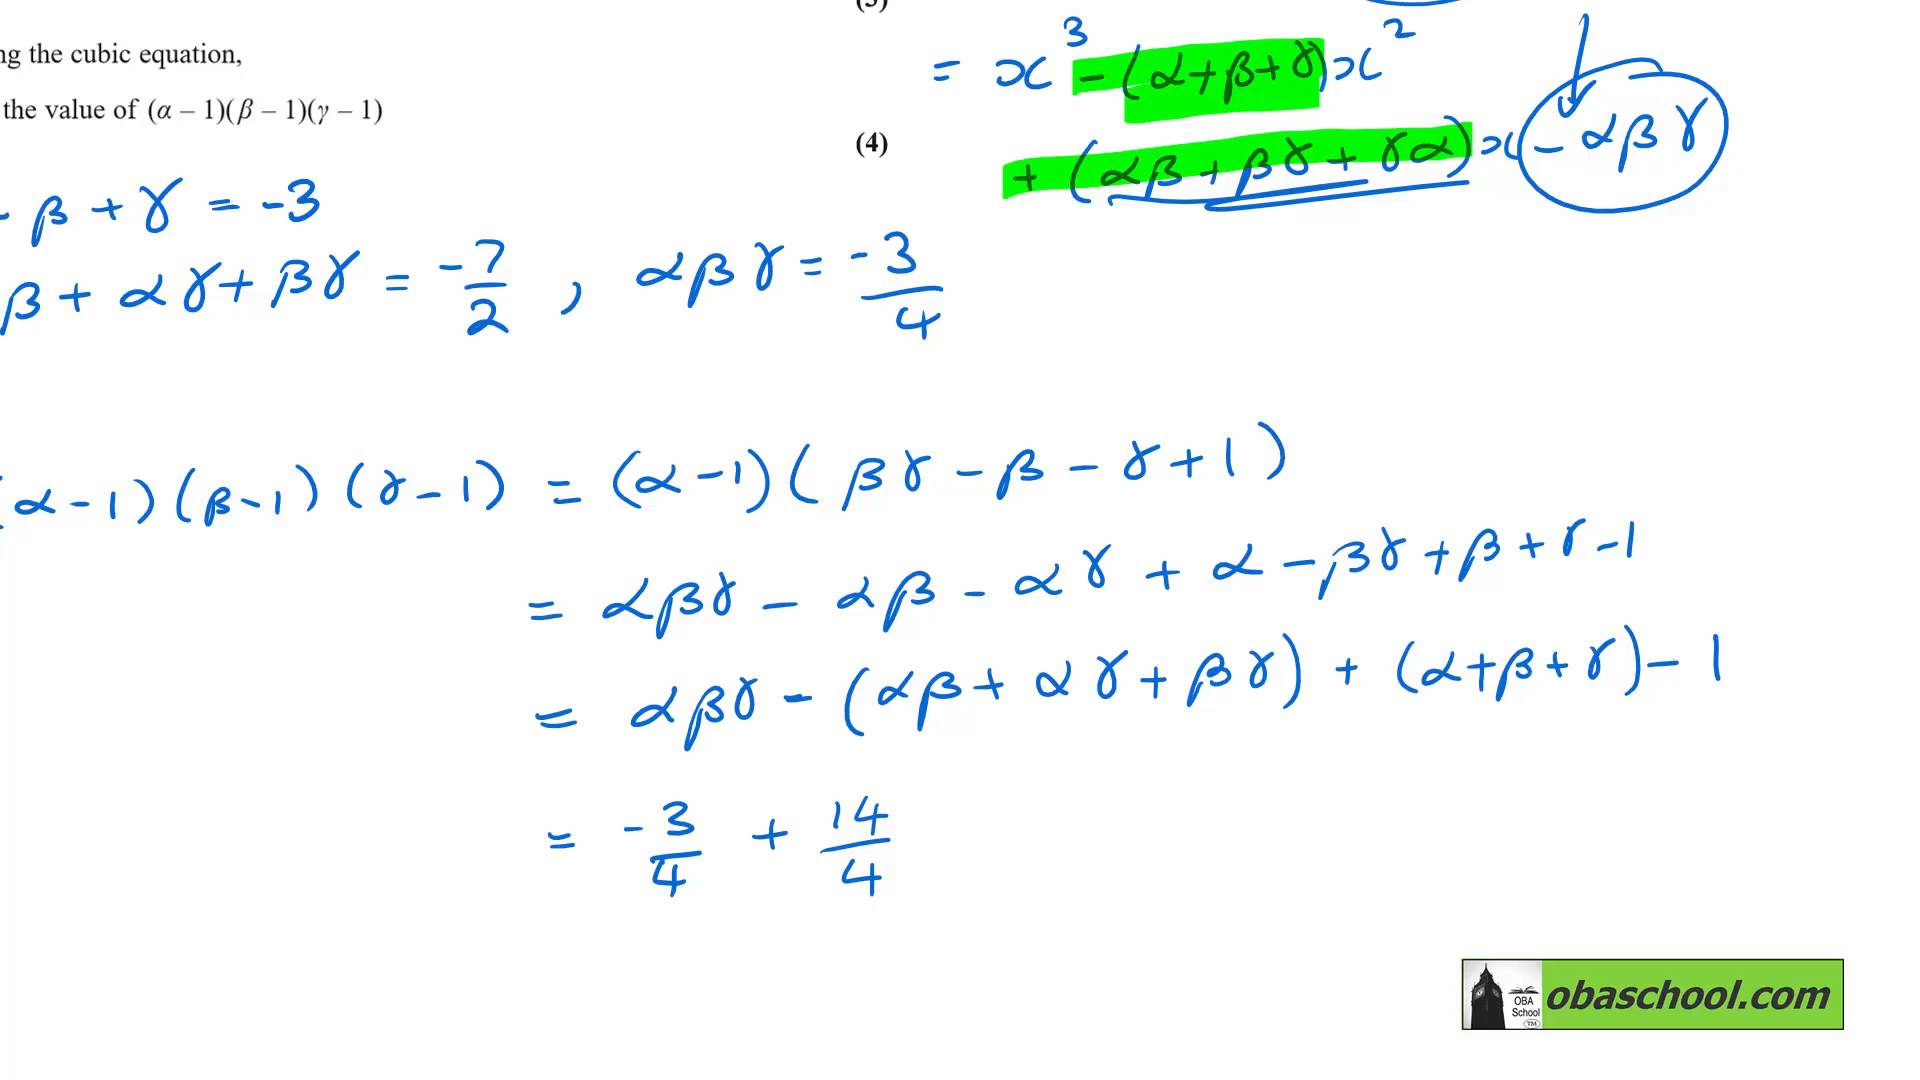 (3)
ng the cubic equation,
the value of (α – 1)(β – 1)(γ – 1)
(4)
= x³ - (α+β+γ)x²
+ (αβ + βγ + γα)x - αβγ
- β + γ = -3
β + αγ + βγ = -7/2 , αβγ = -3/4
(α-1)(β-1)(γ-1) = (α-1)(βγ - β - γ + 1)
= αβγ - αβ - αγ + α - βγ + β + γ - 1
= αβγ - (αβ + αγ + βγ) + (α+β+γ) - 1
= -3/4 + 14/4
OBA
School
TM
obaschool.com